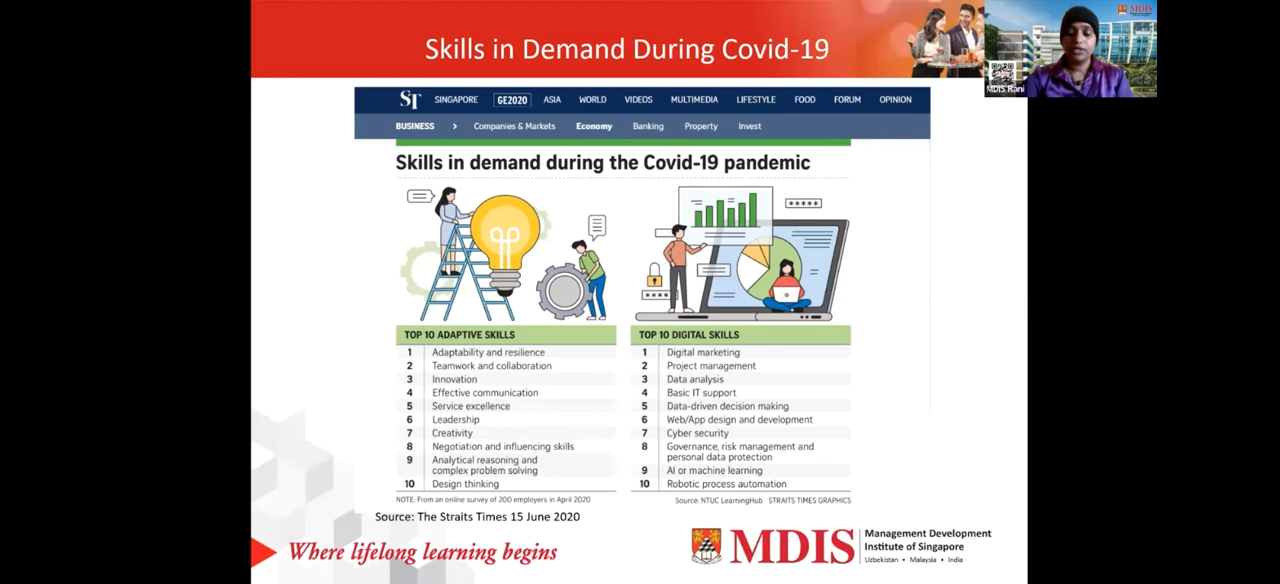 Skills in Demand During Covid-19
MDIS
MDIS Rani
ST SINGAPORE GE2020 ASIA WORLD VIDEOS MULTIMEDIA LIFESTYLE FOOD FORUM OPINION
BUSINESS > Companies & Markets Economy Banking Property Invest
Skills in demand during the Covid-19 pandemic
*****
****
TOP 10 ADAPTIVE SKILLS
1 Adaptability and resilience
2 Teamwork and collaboration
3 Innovation
4 Effective communication
5 Service excellence
6 Leadership
7 Creativity
8 Negotiation and influencing skills
9 Analytical reasoning and
complex problem solving
10 Design thinking
TOP 10 DIGITAL SKILLS
1 Digital marketing
2 Project management
3 Data analysis
4 Basic IT support
5 Data-driven decision making
6 Web/App design and development
7 Cyber security
8 Governance, risk management and
personal data protection
9 AI or machine learning
10 Robotic process automation
NOTE: From an online survey of 200 employers in April 2020
Source: NTUC LearningHub STRAITS TIMES GRAPHICS
Source: The Straits Times 15 June 2020
Where lifelong learning begins
MDIS
Management Development
Institute of Singapore
Uzbekistan • Malaysia • India